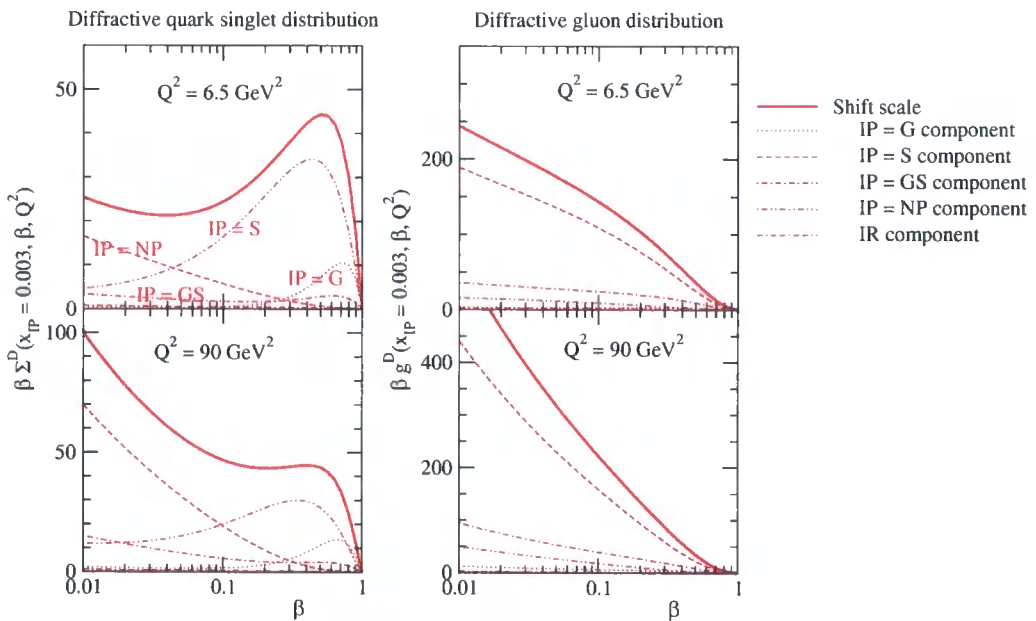 Diffractive quark singlet distribution
Diffractive gluon distribution
β Σ^D(x_IP = 0.003, β, Q²)
50
0
Q² = 6.5 GeV²
IP = NP
IP = S
IP = GS
IP = G
100
50
0
Q² = 90 GeV²
0.01
0.1
1
β
β g^D(x_IP = 0.003, β, Q²)
200
0
Q² = 6.5 GeV²
400
200
0
Q² = 90 GeV²
0.01
0.1
1
β
Shift scale
IP = G component
IP = S component
IP = GS component
IP = NP component
IR component